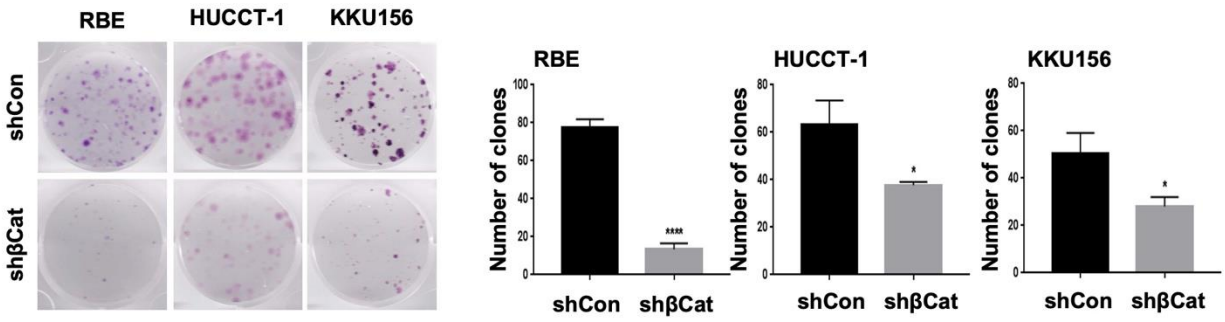 RBE HUCCT-1 KKU156
shCon
shβCat
RBE
Number of clones
100
80
60
40
20
0
****
shCon shβCat
HUCCT-1
Number of clones
80
60
40
20
0
*
shCon shβCat
KKU156
Number of clones
80
60
40
20
0
*
shCon shβCat